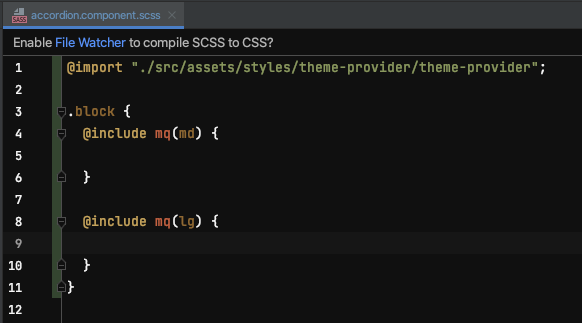 SASS accordion.component.scss
Enable File Watcher to compile SCSS to CSS?
1 @import "./src/assets/styles/theme-provider/theme-provider";
2
3 .block {
4 @include mq(md) {
5
6 }
7
8 @include mq(lg) {
9
10 }
11 }
12